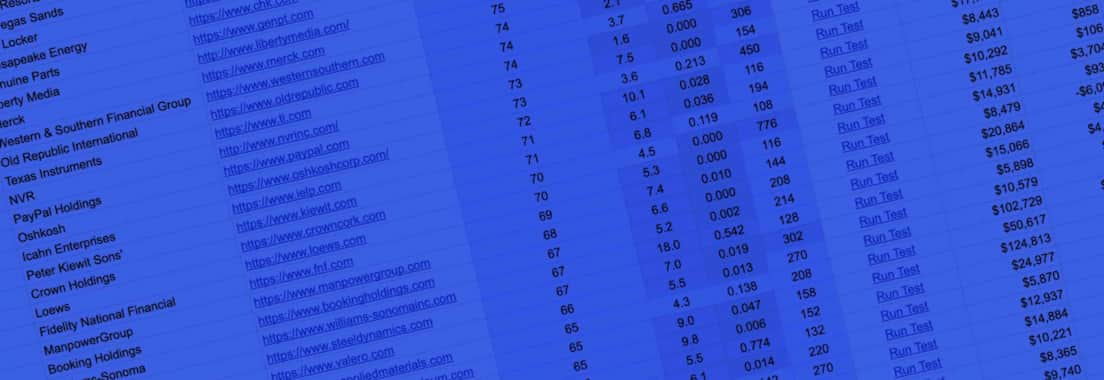 egas Sands https://www.chk.com
Locker https://www.genpt.com
sapeake Energy http://www.libertymedia.com/
nuine Parts https://www.merck.com 75
perty Media https://www.westernsouthern.com 74 2.1
erck https://www.oldrepublic.com 74 3.7 0.665
Western & Southern Financial Group https://www.ti.com 74 1.6 0.000 306
Old Republic International http://www.nvrinc.com/ 73 7.5 0.000 154 Run Test
Texas Instruments https://www.paypal.com 73 3.6 0.213 450 Run Test
NVR https://www.oshkoshcorp.com/ 72 10.1 0.028 116 Run Test $8,443
PayPal Holdings https://www.ielp.com 71 6.1 0.036 194 Run Test $9,041 $858
Oshkosh https://www.kiewit.com 71 6.8 0.119 108 Run Test $10,292 $106
Icahn Enterprises https://www.crowncork.com 70 4.5 0.000 776 Run Test $11,785 $3,704
Peter Kiewit Sons' https://www.loews.com 70 5.3 0.000 116 Run Test $14,931 $93
Crown Holdings https://www.fnf.com 69 7.4 0.010 144 Run Test $8,479 -$6,0
Loews https://www.manpowergroup.com 68 6.6 0.000 208 Run Test $20,864 $4
Fidelity National Financial https://www.bookingholdings.com 67 5.2 0.002 214 Run Test $15,066 $4,
ManpowerGroup https://www.williams-sonomainc.com 67 18.0 0.542 128 Run Test $5,898
Booking Holdings https://www.steeldynamics.com 67 7.0 0.019 302 Run Test $10,579
ms-Sonoma https://www.valero.com 66 5.5 0.013 270 Run Test $102,729
ppliedmaterials.com 65 4.3 0.138 208 Run Test $50,617
um.com 65 9.0 0.047 158 Run Test $124,813
65 9.8 0.006 152 Run Test $24,977
5.5 0.774 132 Run Test $5,870
6.1 0.014 220 Run Test $12,937
270 Run Test $14,884
$10,221
$8,365
$9,740